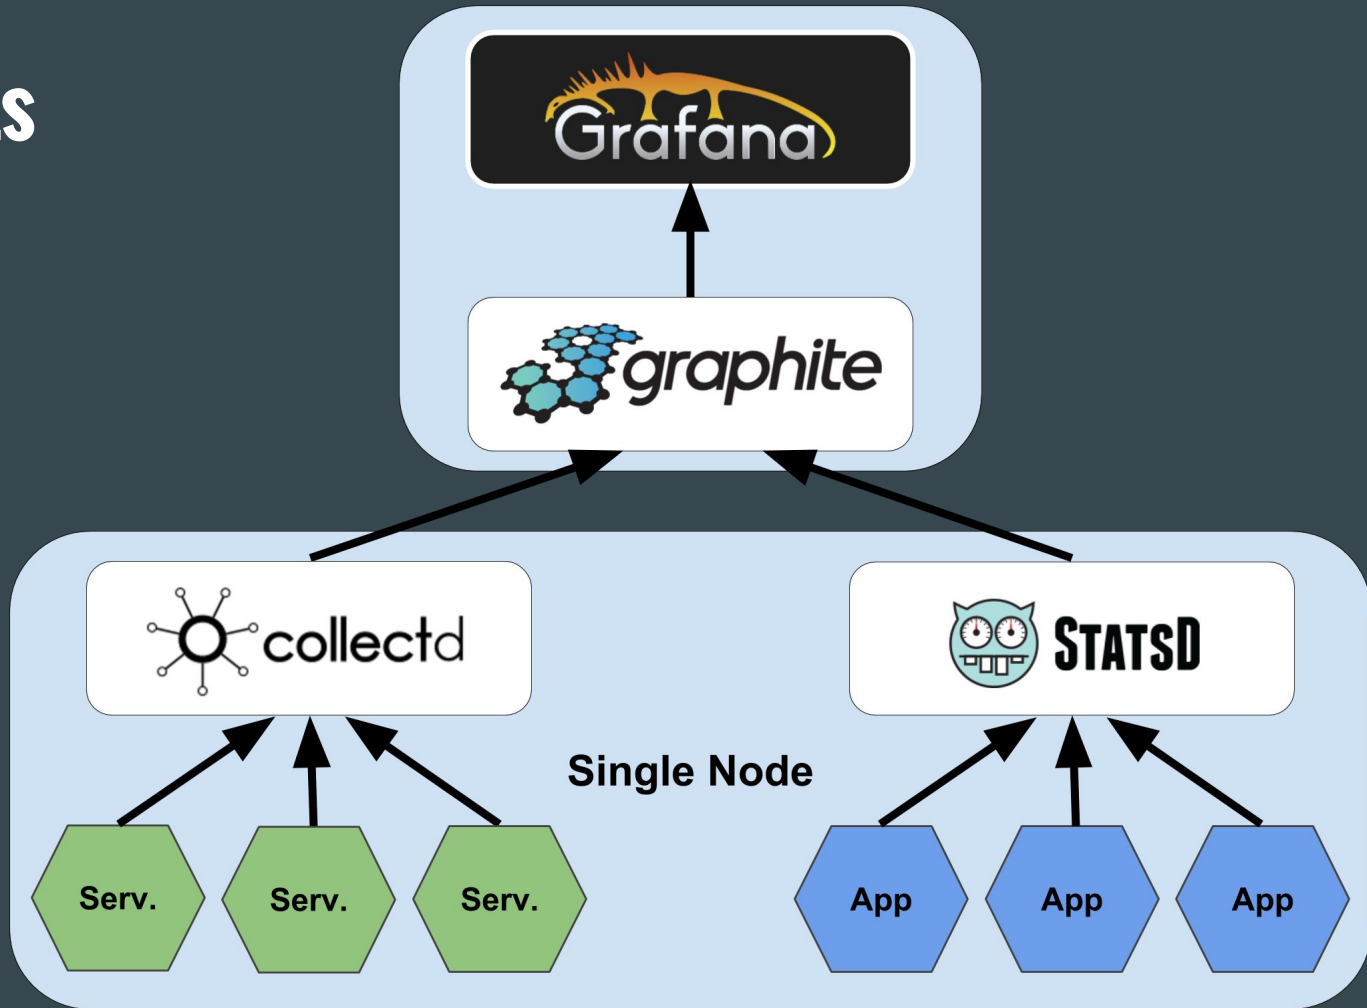 Grafana
graphite
collectd
STATSD
Single Node
Serv.
Serv.
Serv.
App
App
App